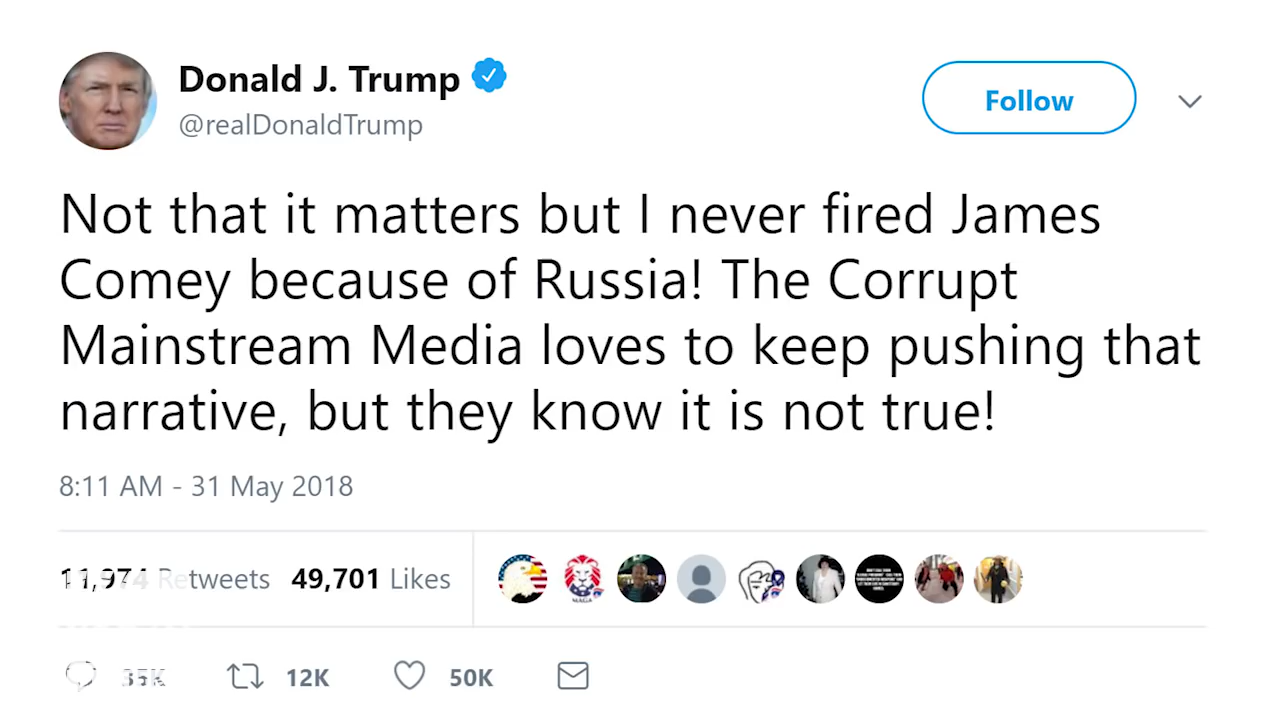 Donald J. Trump
@realDonaldTrump
Follow
Not that it matters but I never fired James
Comey because of Russia! The Corrupt
Mainstream Media loves to keep pushing that
narrative, but they know it is not true!
8:11 AM - 31 May 2018
11,974 Retweets 49,701 Likes
12K 50K